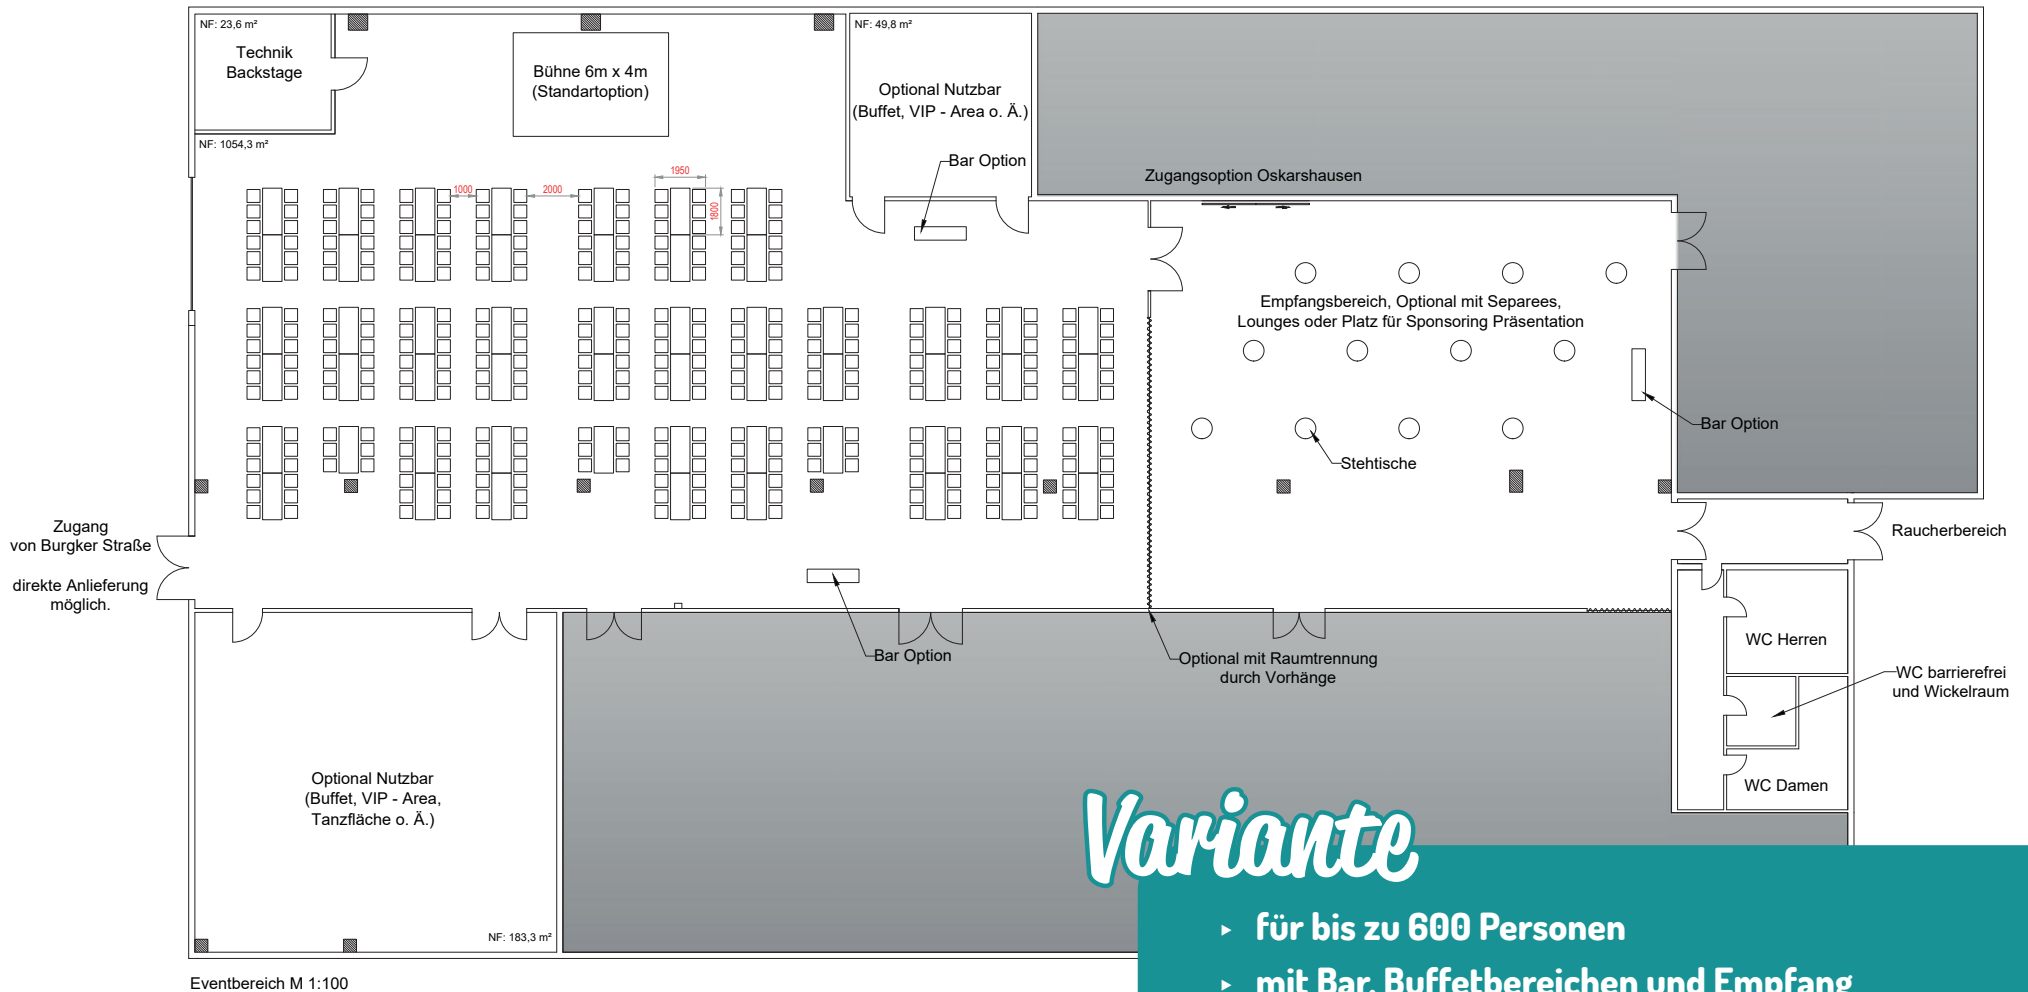 NF: 23,6 m²
Technik
Backstage
NF: 1054,3 m²
Bühne 6m x 4m
(Standartoption)
NF: 49,8 m²
Optional Nutzbar
(Buffet, VIP - Area o. Ä.)
Bar Option
Zugangsoption Oskarshausen
1000
2000
1950
1800
Empfangsbereich, Optional mit Separees,
Lounges oder Platz für Sponsoring Präsentation
Bar Option
Stehtische
Zugang
von Burgker Straße
direkte Anlieferung
möglich.
Raucherbereich
Bar Option
Optional mit Raumtrennung
durch Vorhänge
WC Herren
WC barrierefrei
und Wickelraum
WC Damen
Optional Nutzbar
(Buffet, VIP - Area,
Tanzfläche o. Ä.)
NF: 183,3 m²
Eventbereich M 1:100
Variante
▸ für bis zu 600 Personen
▸ mit Bar, Buffetbereichen und Empfang